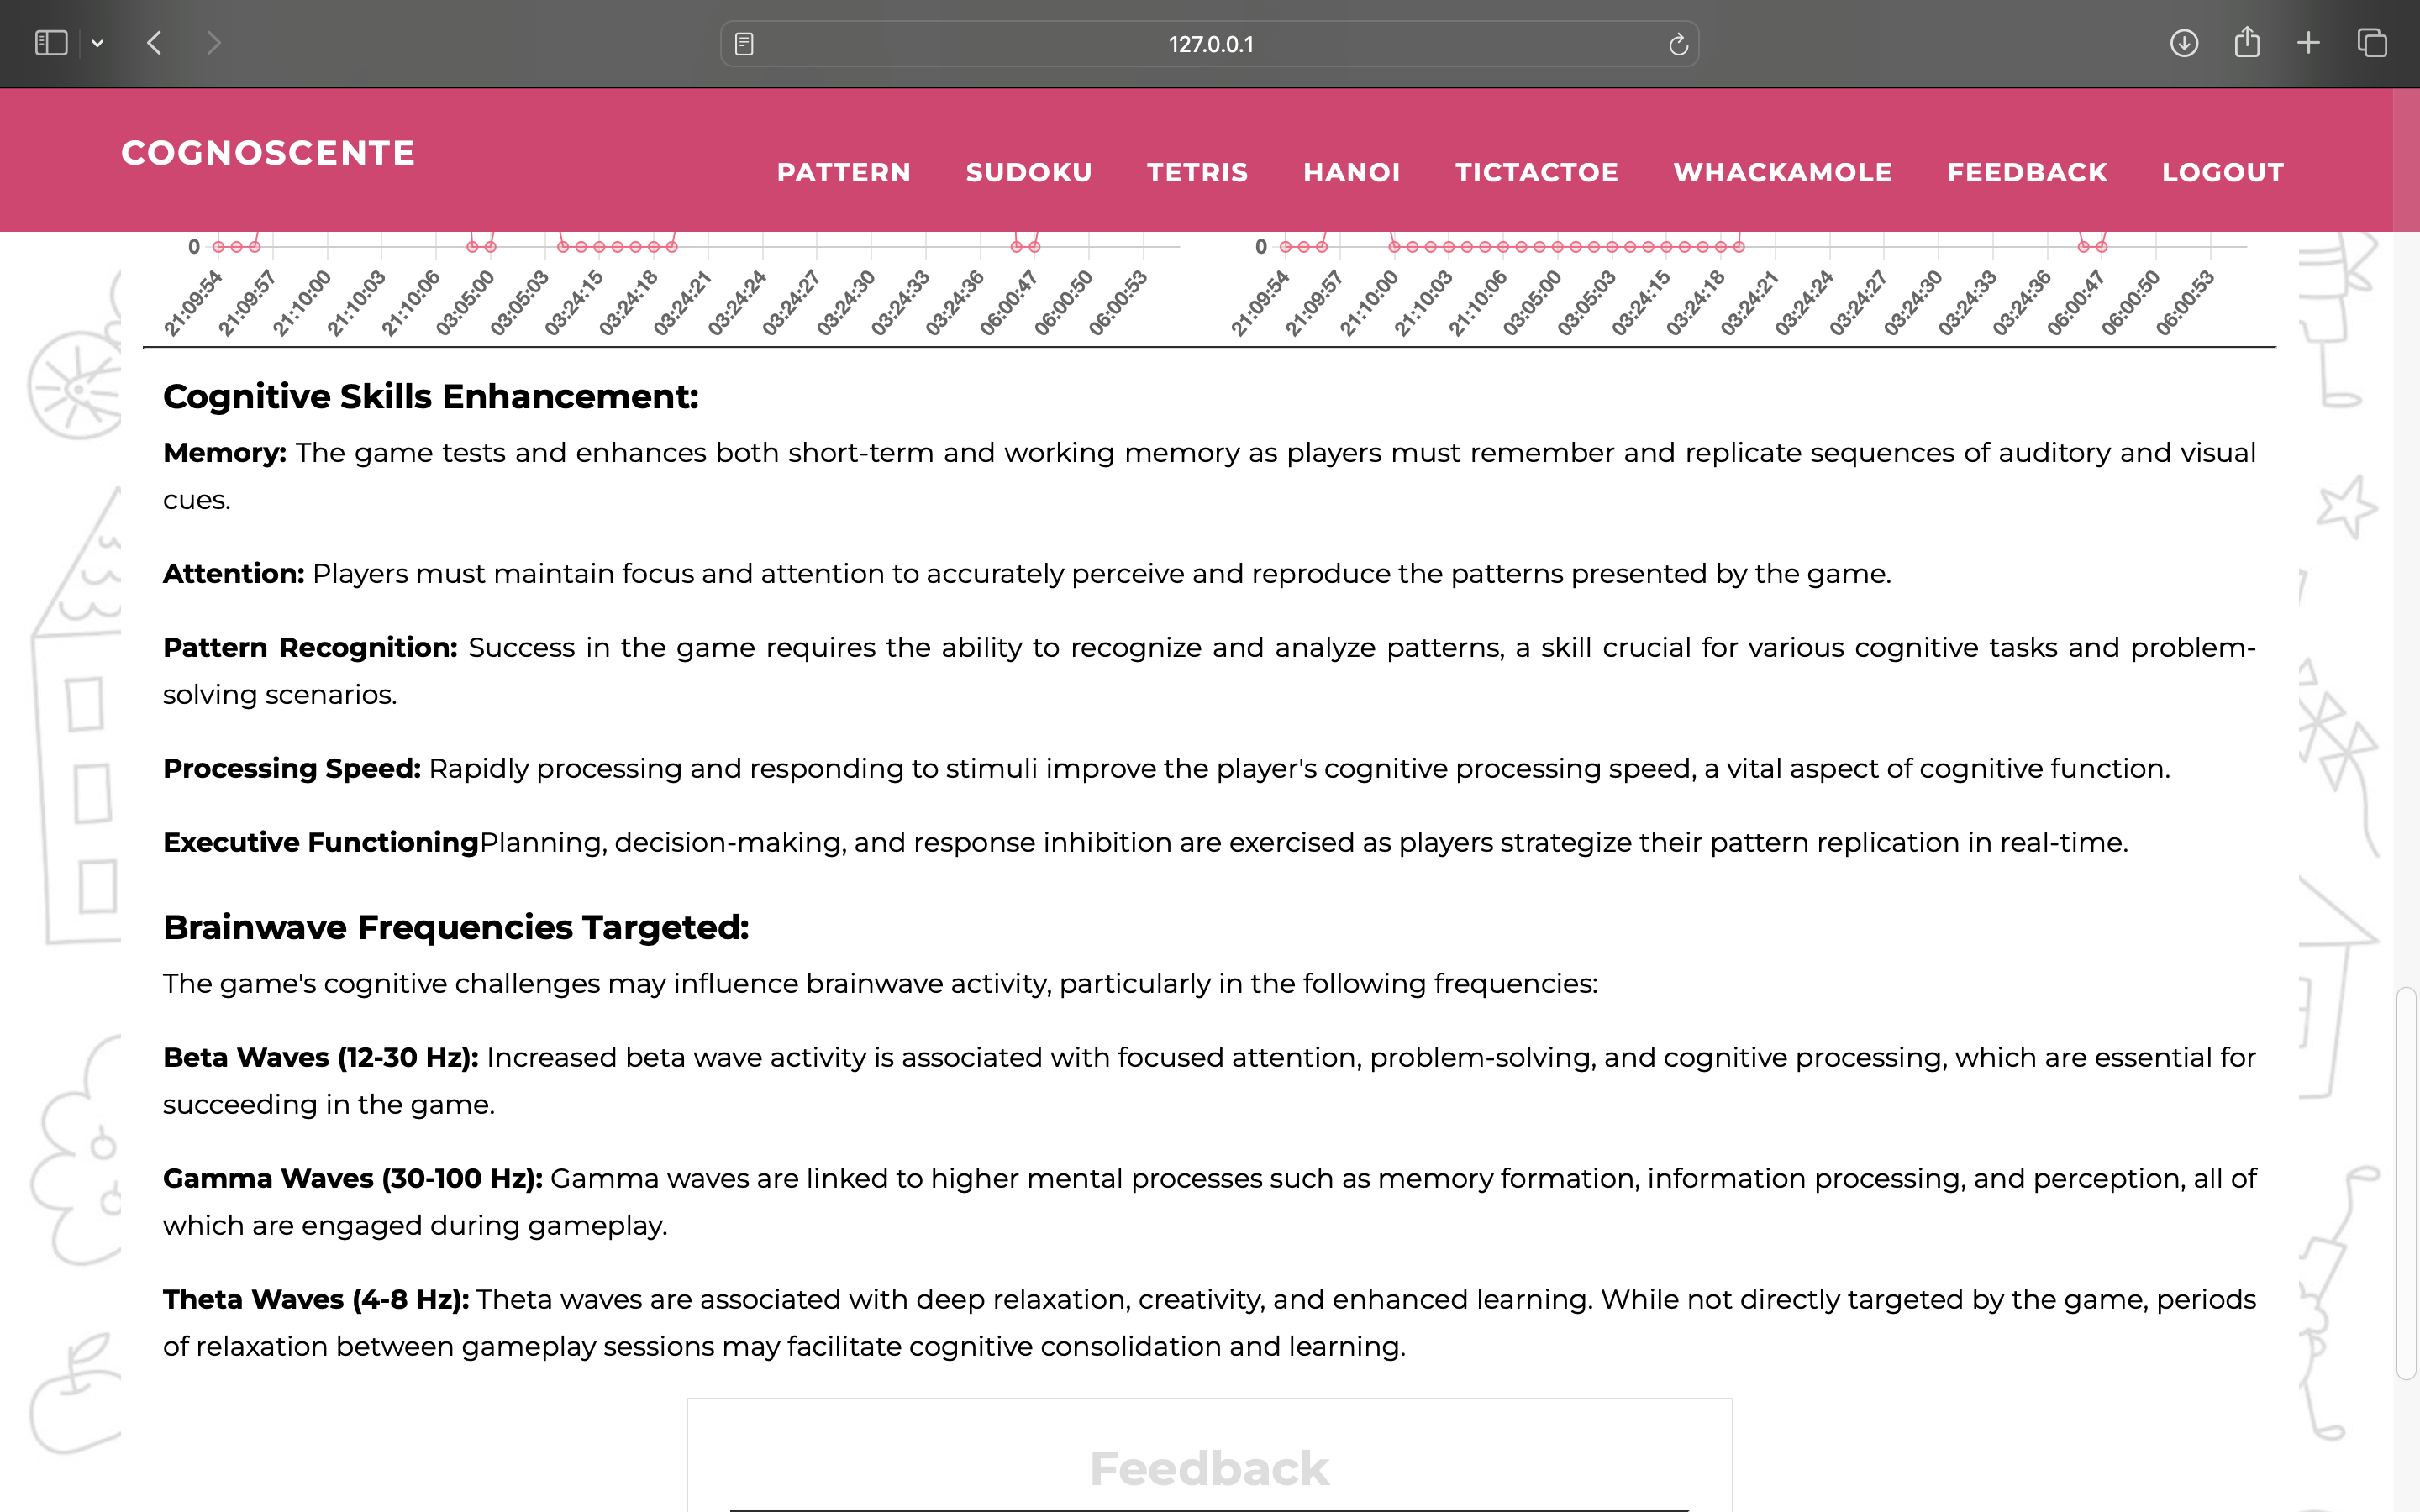 127.0.0.1
COGNOSCENTE
PATTERN SUDOKU TETRIS HANOI TICTACTOE WHACKAMOLE FEEDBACK LOGOUT
0
21:09:54 21:09:57 21:10:00 21:10:03 21:10:06 03:05:00 03:05:03 03:24:15 03:24:18 03:24:21 03:24:24 03:24:27 03:24:30 03:24:33 03:24:36 06:00:47 06:00:50 06:00:53
0
21:09:54 21:09:57 21:10:00 21:10:03 21:10:06 03:05:00 03:05:03 03:24:15 03:24:18 03:24:21 03:24:24 03:24:27 03:24:30 03:24:33 03:24:36 06:00:47 06:00:50 06:00:53
Cognitive Skills Enhancement:
Memory: The game tests and enhances both short-term and working memory as players must remember and replicate sequences of auditory and visual
cues.
Attention: Players must maintain focus and attention to accurately perceive and reproduce the patterns presented by the game.
Pattern Recognition: Success in the game requires the ability to recognize and analyze patterns, a skill crucial for various cognitive tasks and problem-
solving scenarios.
Processing Speed: Rapidly processing and responding to stimuli improve the player's cognitive processing speed, a vital aspect of cognitive function.
Executive FunctioningPlanning, decision-making, and response inhibition are exercised as players strategize their pattern replication in real-time.
Brainwave Frequencies Targeted:
The game's cognitive challenges may influence brainwave activity, particularly in the following frequencies:
Beta Waves (12-30 Hz): Increased beta wave activity is associated with focused attention, problem-solving, and cognitive processing, which are essential for
succeeding in the game.
Gamma Waves (30-100 Hz): Gamma waves are linked to higher mental processes such as memory formation, information processing, and perception, all of
which are engaged during gameplay.
Theta Waves (4-8 Hz): Theta waves are associated with deep relaxation, creativity, and enhanced learning. While not directly targeted by the game, periods
of relaxation between gameplay sessions may facilitate cognitive consolidation and learning.
Feedback